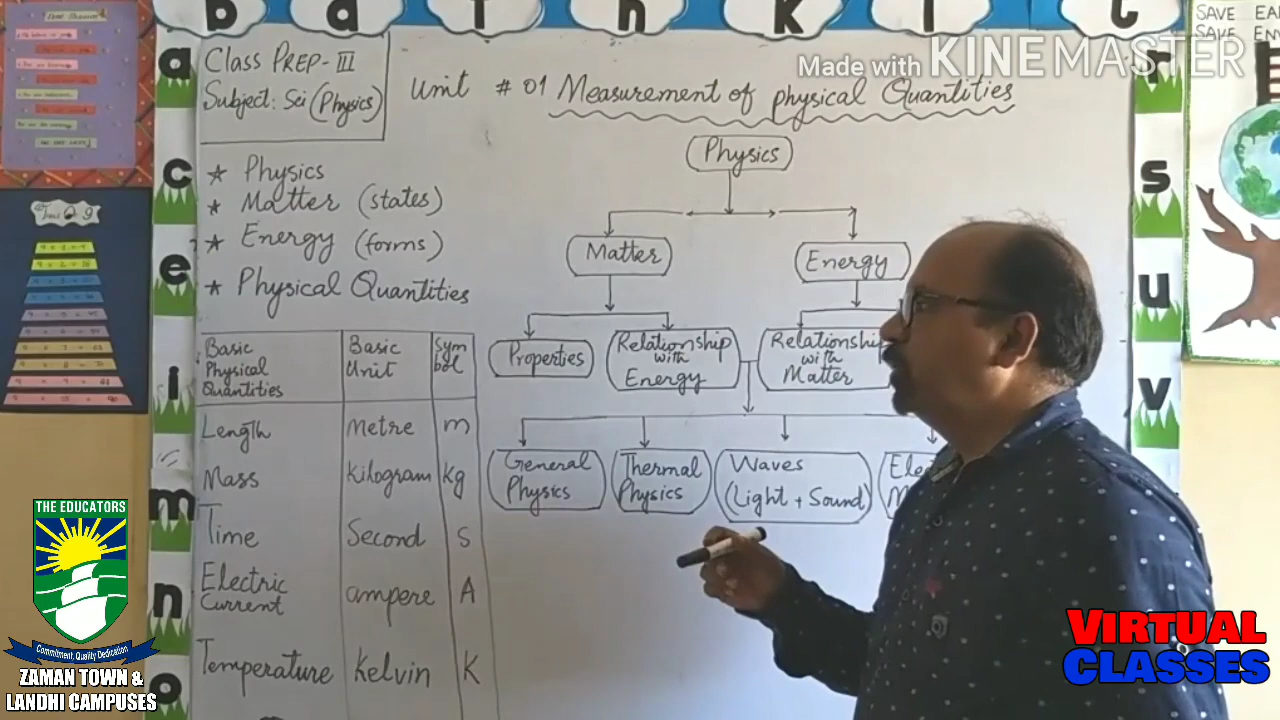 b d f h k l t
SAVE EA
SAVE EN
Made with KINEMASTER
a
c
e
i
m
n
o
r
s
u
v
Class PREP-III
Subject: Sci (Physics)
Unit # 01 Measurement of physical Quantities
* Physics
* Matter (states)
* Energy (forms)
* Physical Quantities
Basic Physical Quantities
Basic Unit
Symbol
Length Metre m
Mass Kilogram kg
Time Second s
Electric Current ampere A
Temperature Kelvin K
Physics
Matter
Energy
Properties
Relationship
with
Energy
Relationship
with
Matter
General
Physics
Thermal
Physics
Waves
(Light + Sound)
Ele
M
THE EDUCATORS
Commitment, Quality, Dedication
ZAMAN TOWN &
LANDHI CAMPUSES
VIRTUAL
CLASSES